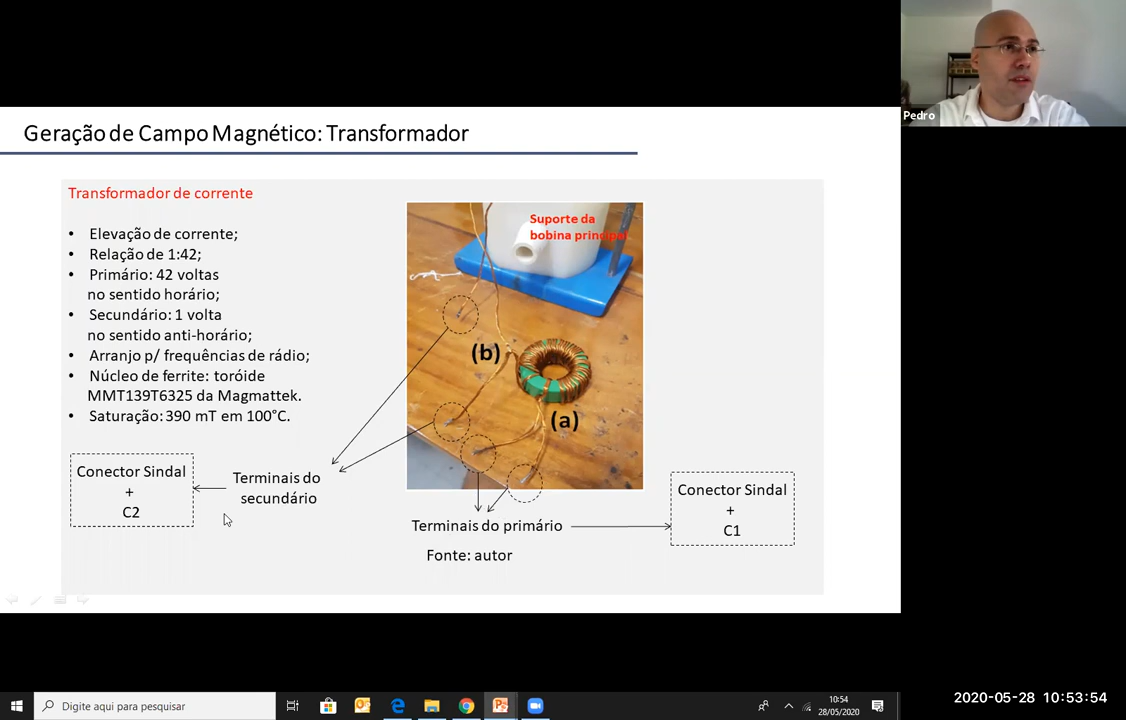 Pedro
Geração de Campo Magnético: Transformador
Transformador de corrente
• Elevação de corrente;
• Relação de 1:42;
• Primário: 42 voltas
no sentido horário;
• Secundário: 1 volta
no sentido anti-horário;
• Arranjo p/ frequências de rádio;
• Núcleo de ferrite: toróide
MMT139T6325 da Magmattek.
• Saturação: 390 mT em 100°C.
Suporte da
bobina principal
(b)
(a)
Conector Sindal
+
C2
Terminais do
secundário
Terminais do primário
Fonte: autor
Conector Sindal
+
C1
Digite aqui para pesquisar
10:54
28/05/2020
2020-05-28 10:53:54